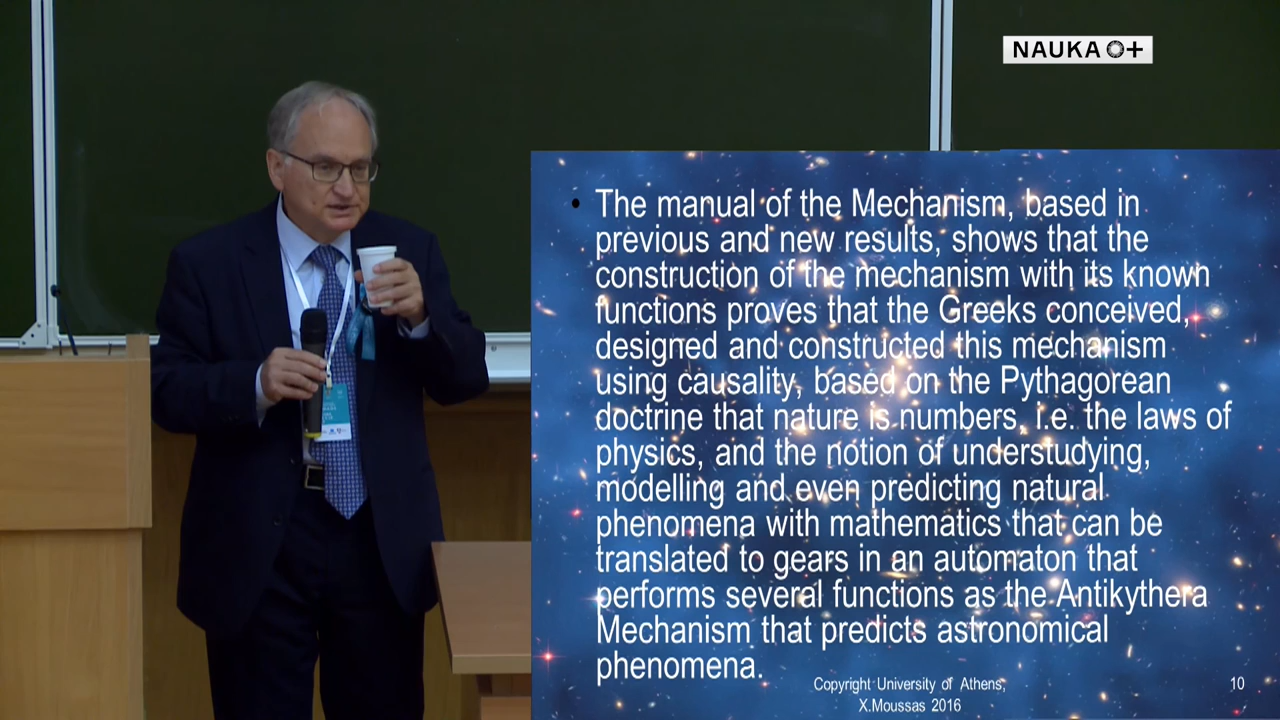 NAUKA O+
• The manual of the Mechanism, based in
previous and new results, shows that the
construction of the mechanism with its known
functions proves that the Greeks conceived,
designed and constructed this mechanism
using causality, based on the Pythagorean
doctrine that nature is numbers, i.e. the laws of
physics, and the notion of understudying,
modelling and even predicting natural
phenomena with mathematics that can be
translated to gears in an automaton that
performs several functions as the Antikythera
Mechanism that predicts astronomical
phenomena.
Copyright University of Athens,
X.Moussas 2016
10